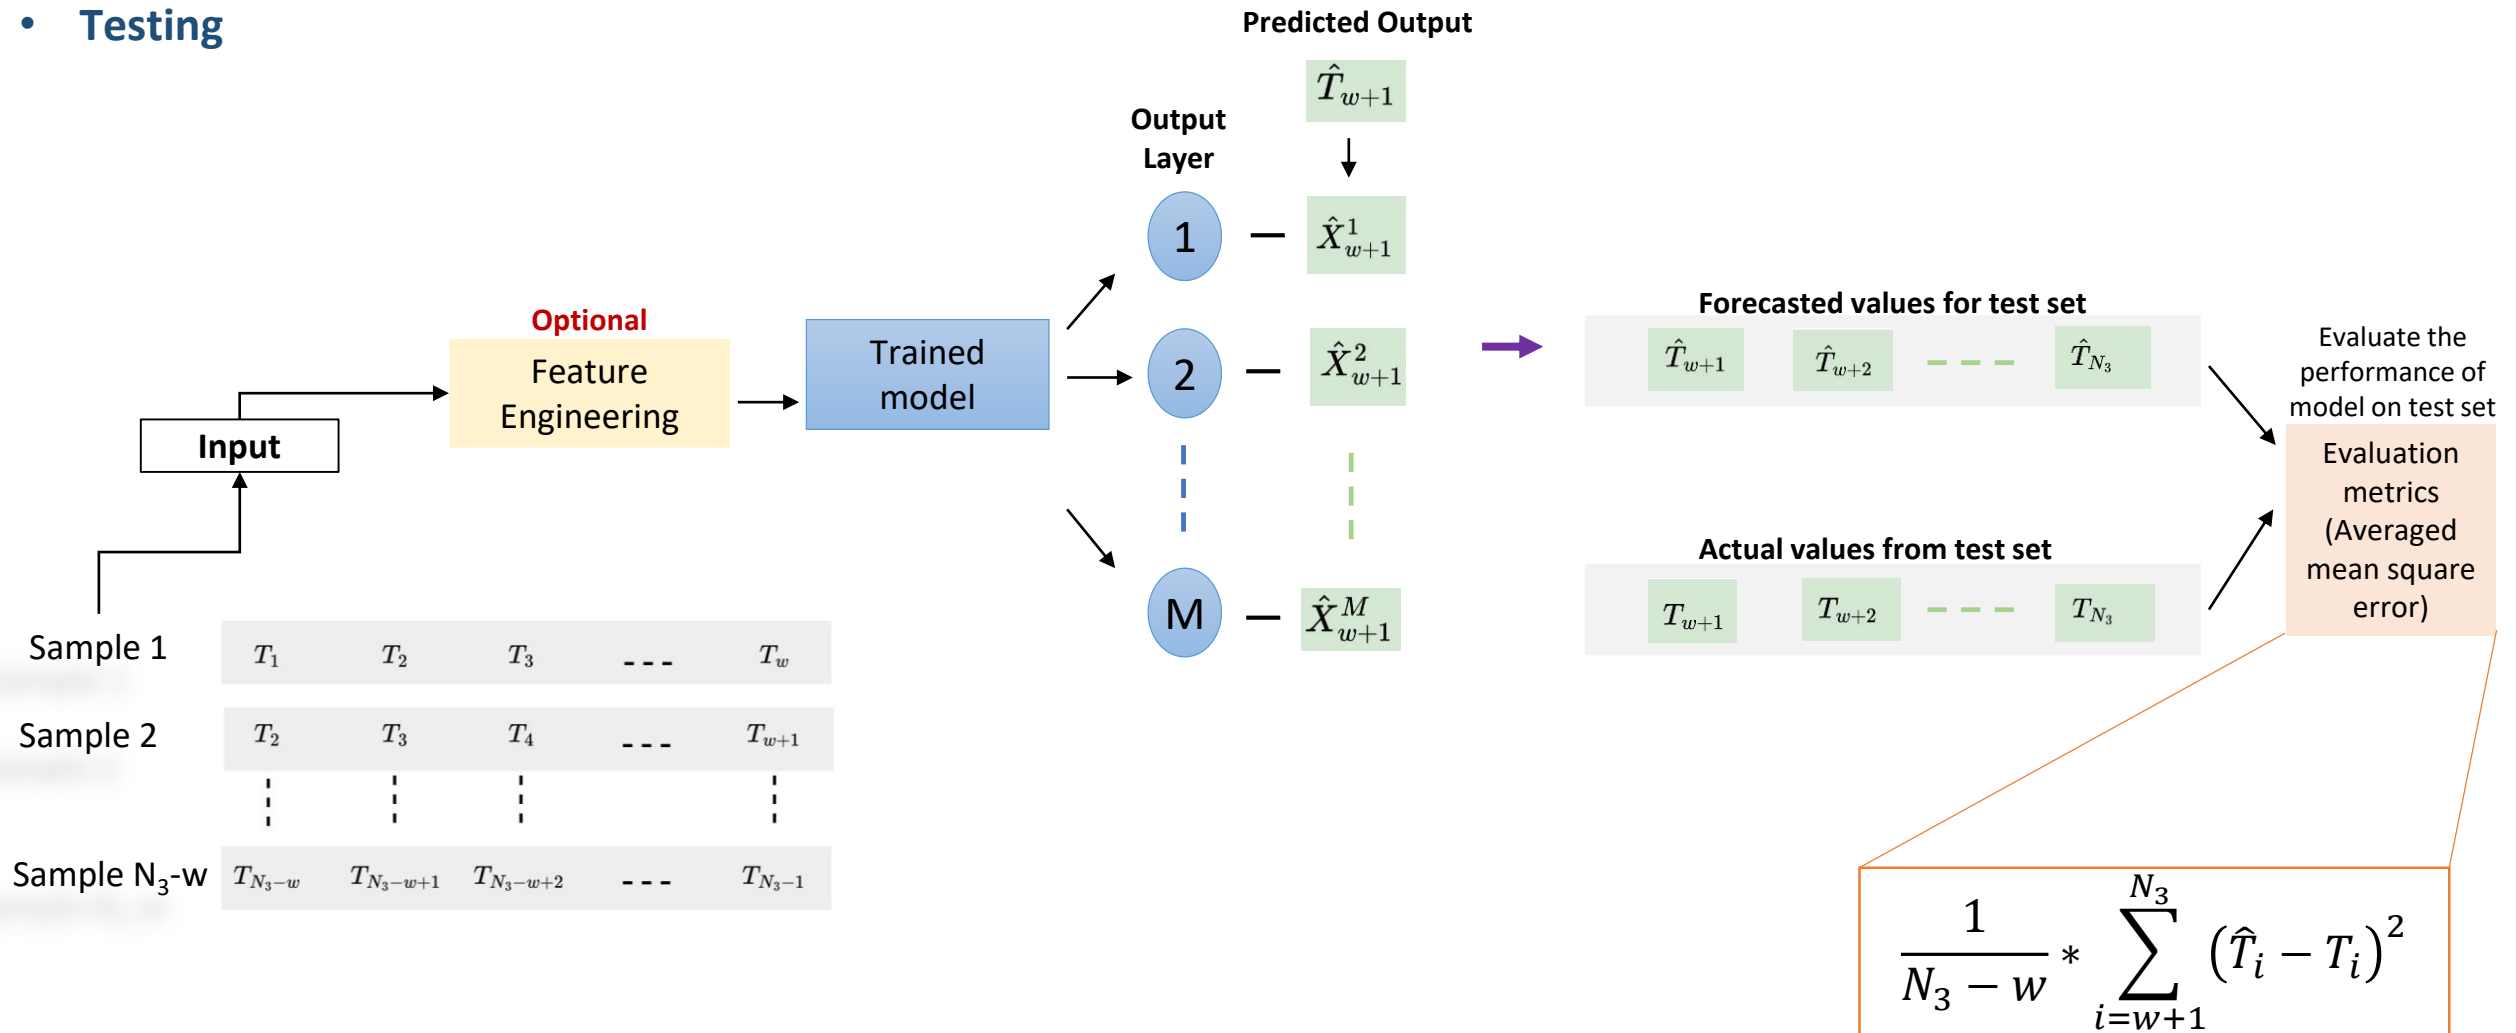 • Testing
Predicted Output
T̂_{w+1}
Output
Layer
1 — X̂^1_{w+1}
Optional
Feature
Engineering
Trained
model
2 — X̂^2_{w+1}
M — X̂^M_{w+1}
Input
Sample 1 T_1 T_2 T_3 --- T_w
Sample 2 T_2 T_3 T_4 --- T_{w+1}
Sample N_3-w T_{N_3-w} T_{N_3-w+1} T_{N_3-w+2} --- T_{N_3-1}
Forecasted values for test set
T̂_{w+1} T̂_{w+2} --- T̂_{N_3}
Actual values from test set
T_{w+1} T_{w+2} --- T_{N_3}
Evaluate the
performance of
model on test set
Evaluation
metrics
(Averaged
mean square
error)
\frac{1}{N_3 - w} * \sum_{i=w+1}^{N_3} (T̂_i - T_i)^2